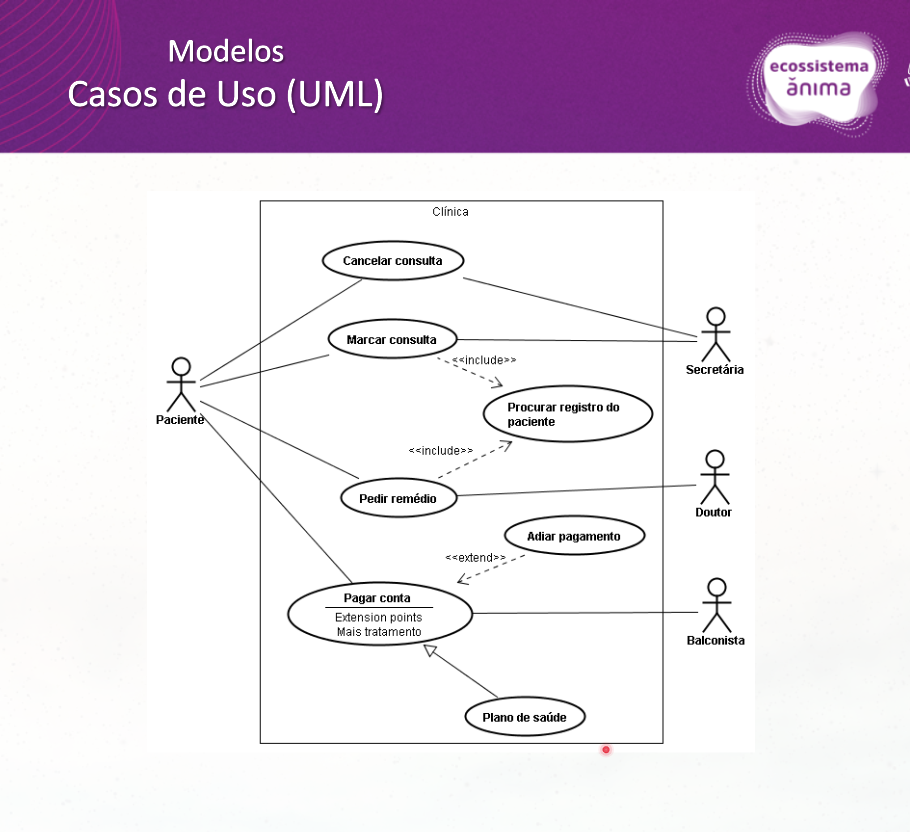 Modelos
Casos de Uso (UML)
ecossistema
ănıma
Clínica
Cancelar consulta
Marcar consulta
<<include>>
Secretária
Procurar registro do
paciente
Paciente
<<include>>
Pedir remédio
Doutor
Adiar pagamento
<<extend>>
Pagar conta
Extension points
Mais tratamento
Balconista
Plano de saúde